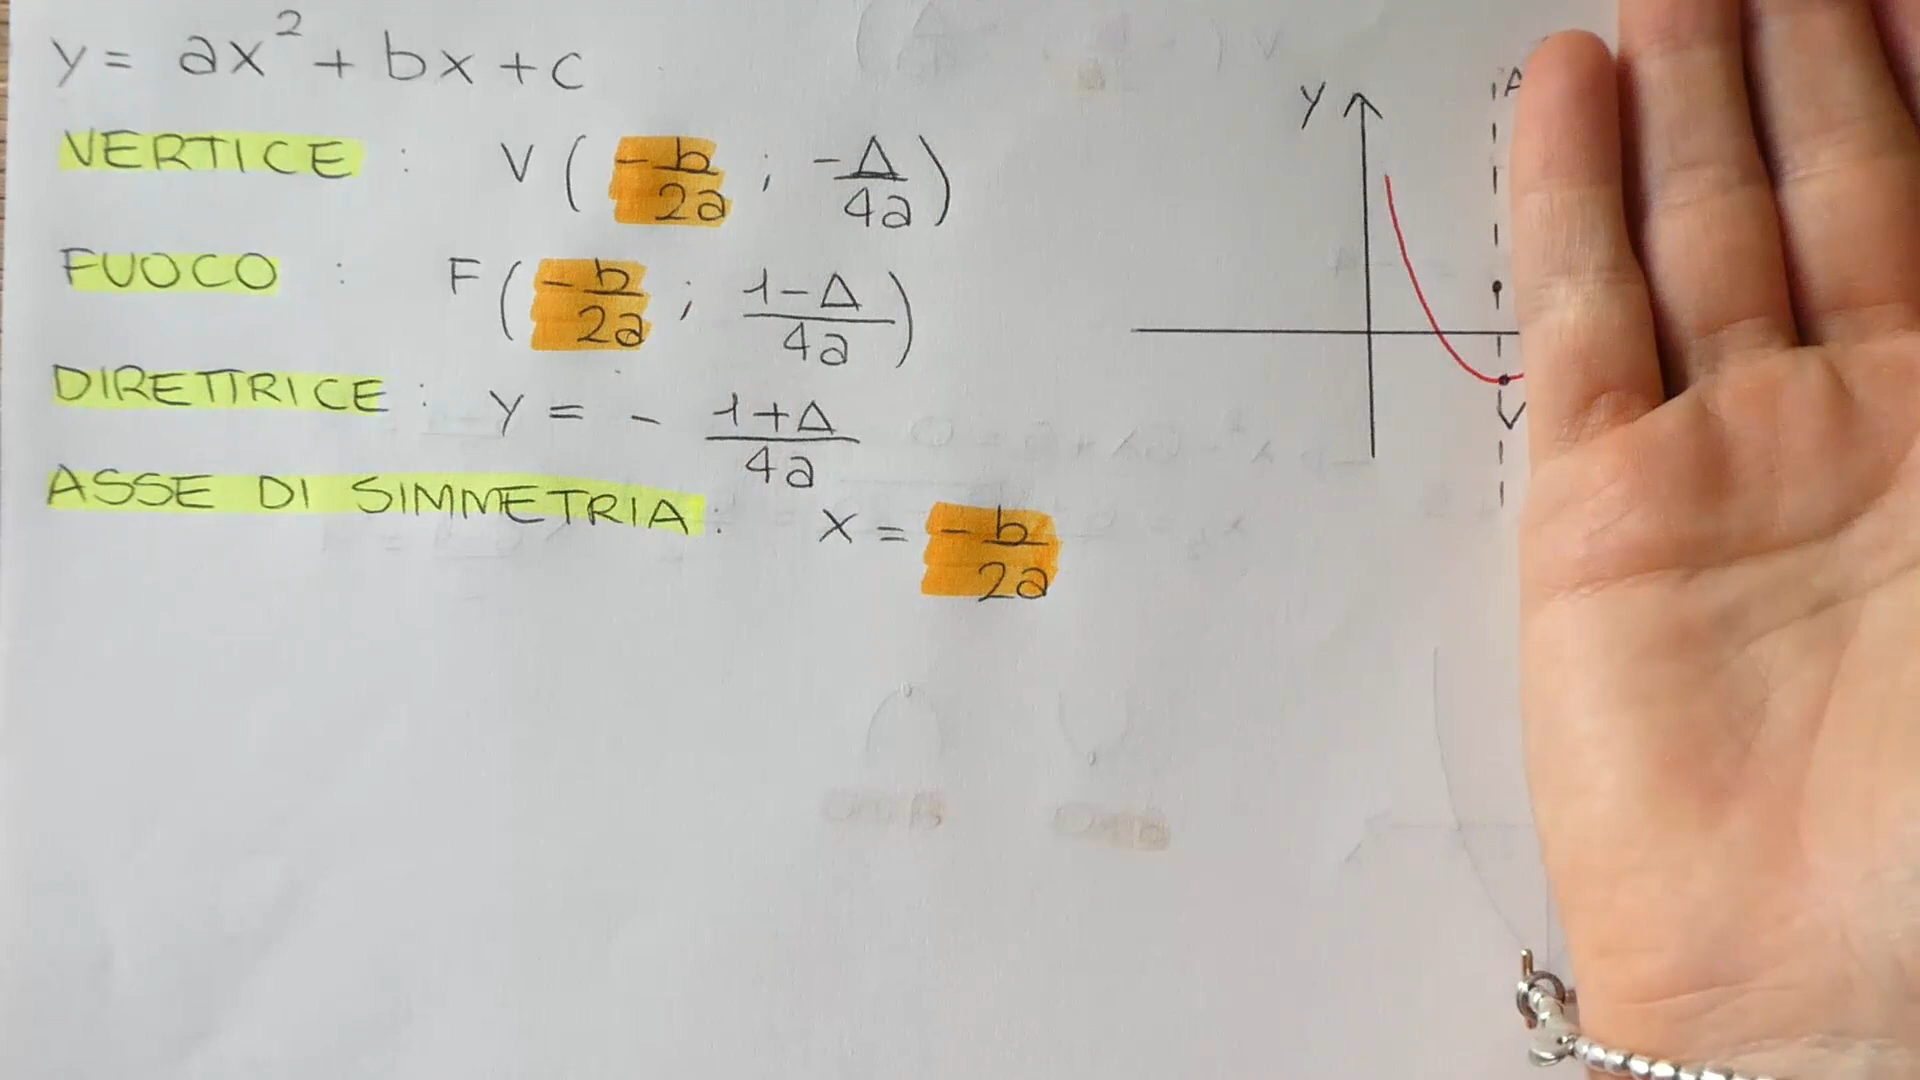 y = ax² + bx + c
VERTICE : V ( -b/2a ; -Δ/4a )
FUOCO : F ( -b/2a ; 1-Δ/4a )
DIRETTRICE : y = - 1+Δ/4a
ASSE DI SIMMETRIA : x = -b/2a
y
V